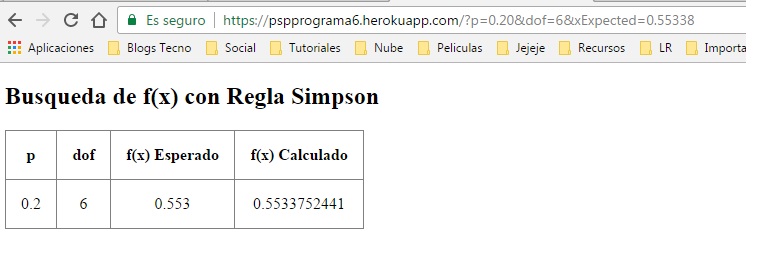 Es seguro | https://pspprograma6.herokuapp.com/?p=0.20&dof=6&xExpected=0.55338
Aplicaciones Blogs Tecno Social Tutoriales Nube Peliculas Jejeje Recursos LR Importa
Busqueda de f(x) con Regla Simpson
p dof f(x) Esperado f(x) Calculado
0.2 6 0.553 0.5533752441